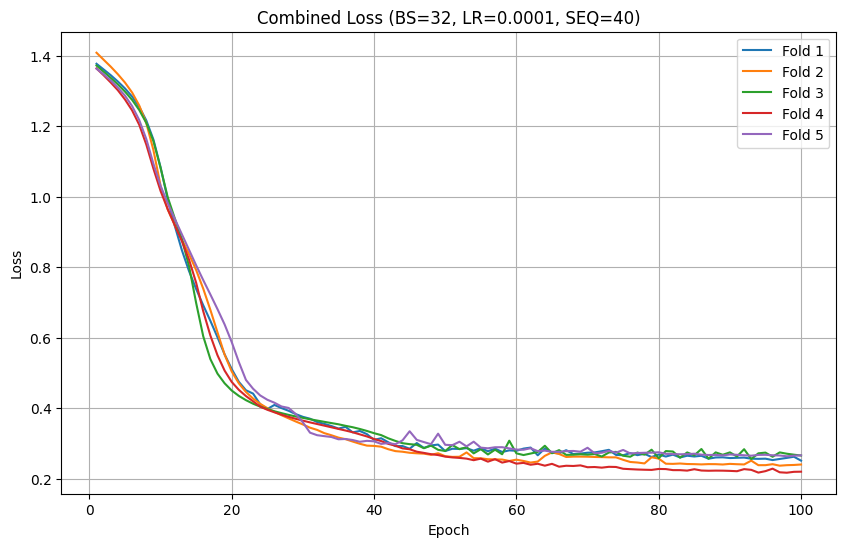 Combined Loss (BS=32, LR=0.0001, SEQ=40)
Loss
1.4
1.2
1.0
0.8
0.6
0.4
0.2
Fold 1
Fold 2
Fold 3
Fold 4
Fold 5
0 20 40 60 80 100
Epoch